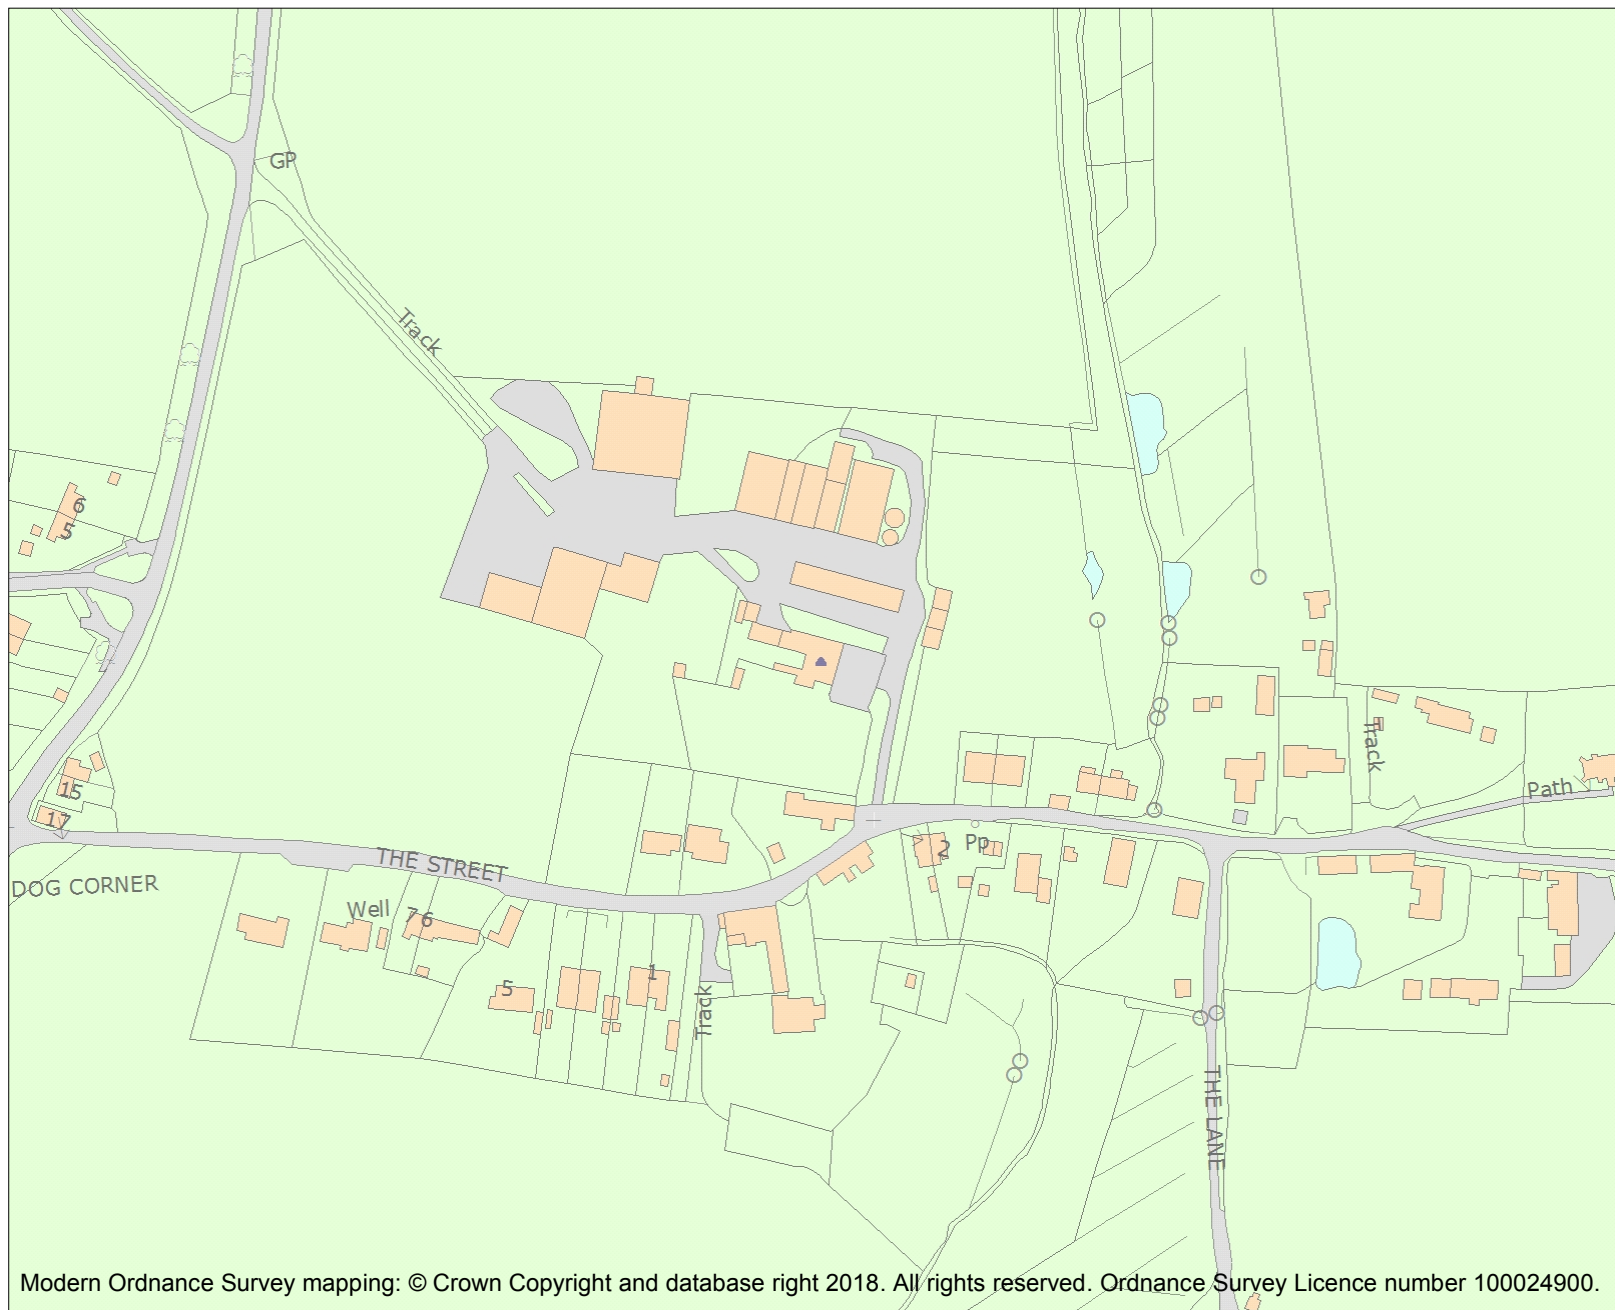 GP
Track
6
5
Track
15
Path
17
2
Pp
THE STREET
DOG CORNER
Well
7 6
1
5
Track
THE LANE
Modern Ordnance Survey mapping: © Crown Copyright and database right 2018. All rights reserved. Ordnance Survey Licence number 100024900.